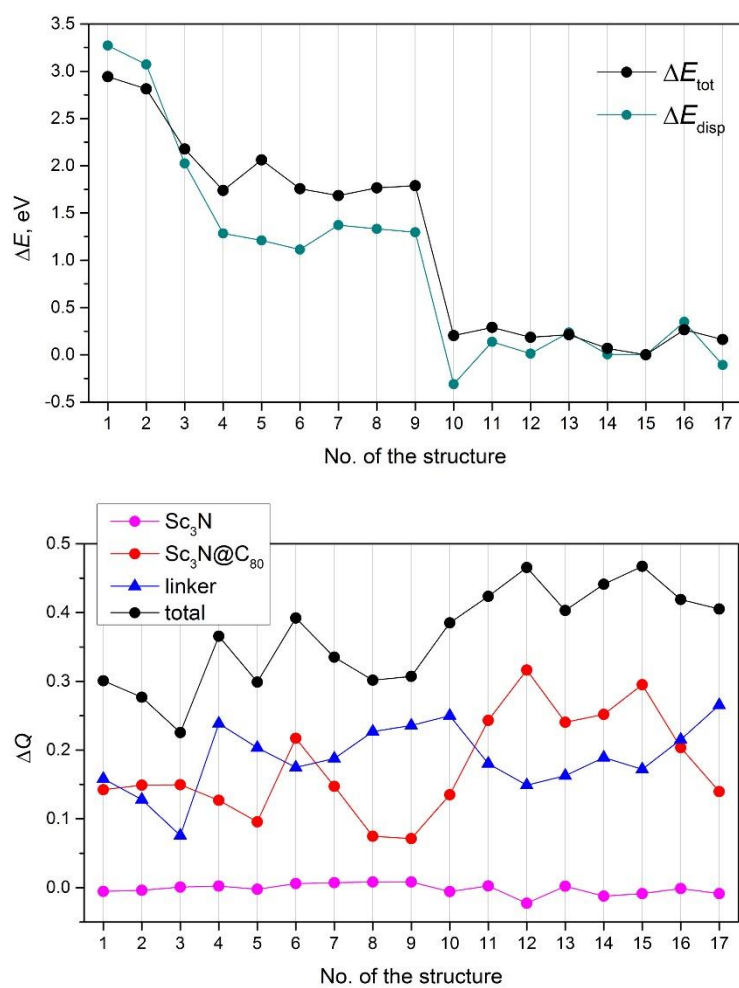 3.5
3.0
2.5
2.0
1.5
1.0
0.5
0.0
-0.5
ΔE, eV
ΔE_tot
ΔE_disp
1 2 3 4 5 6 7 8 9 10 11 12 13 14 15 16 17
No. of the structure
Sc₃N
Sc₃N@C₈₀
linker
total
0.5
0.4
0.3
0.2
0.1
0.0
ΔQ
1 2 3 4 5 6 7 8 9 10 11 12 13 14 15 16 17
No. of the structure